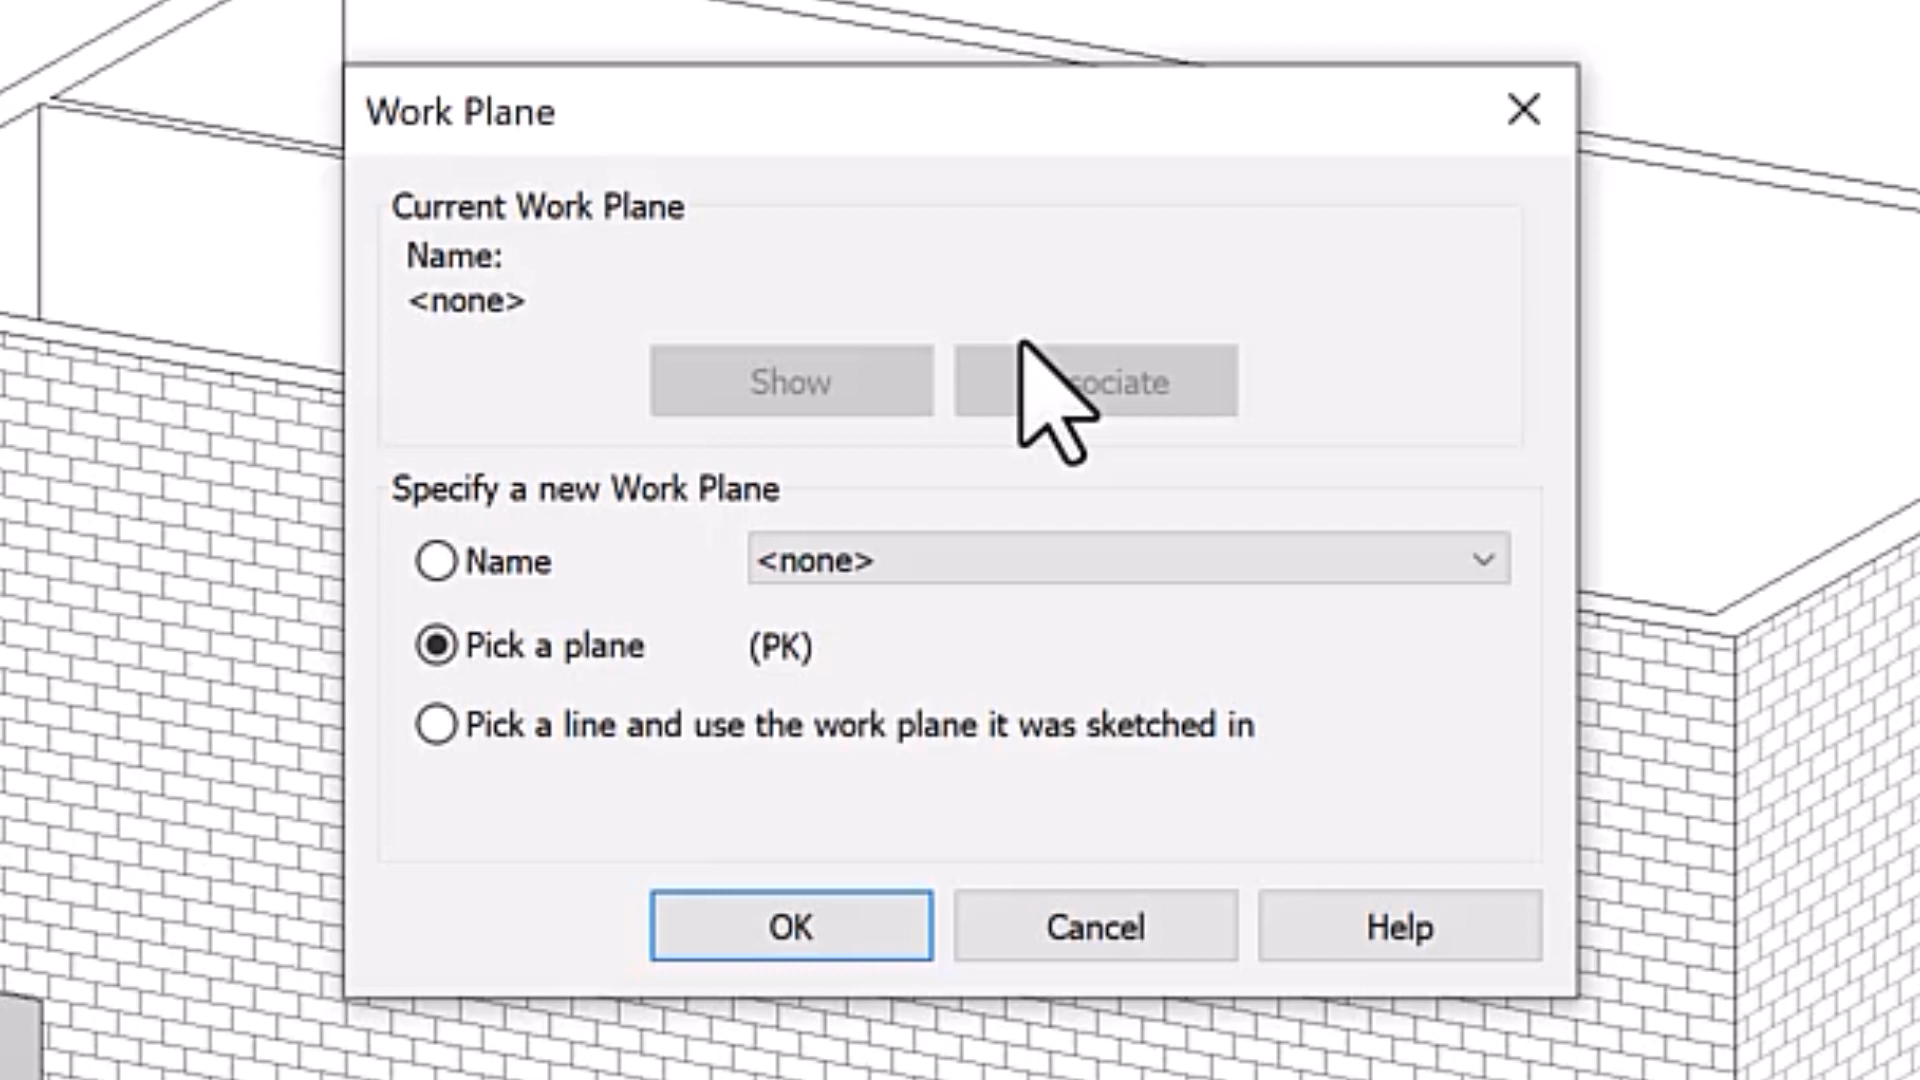 Work Plane
Current Work Plane
Name:
<none>
Show
Specify a new Work Plane
Name <none>
Pick a plane (PK)
Pick a line and use the work plane it was sketched in
OK Cancel Help